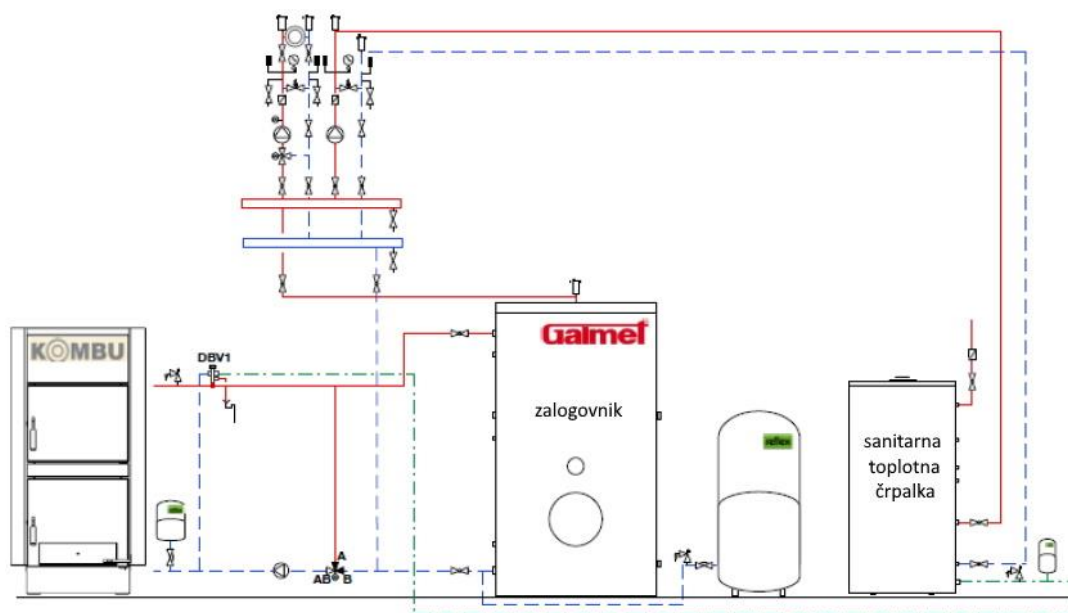 KOMBU
DBV1
Galmet
zalogovnik
reflex
sanitarna
toplotna
črpalka
A
AB B